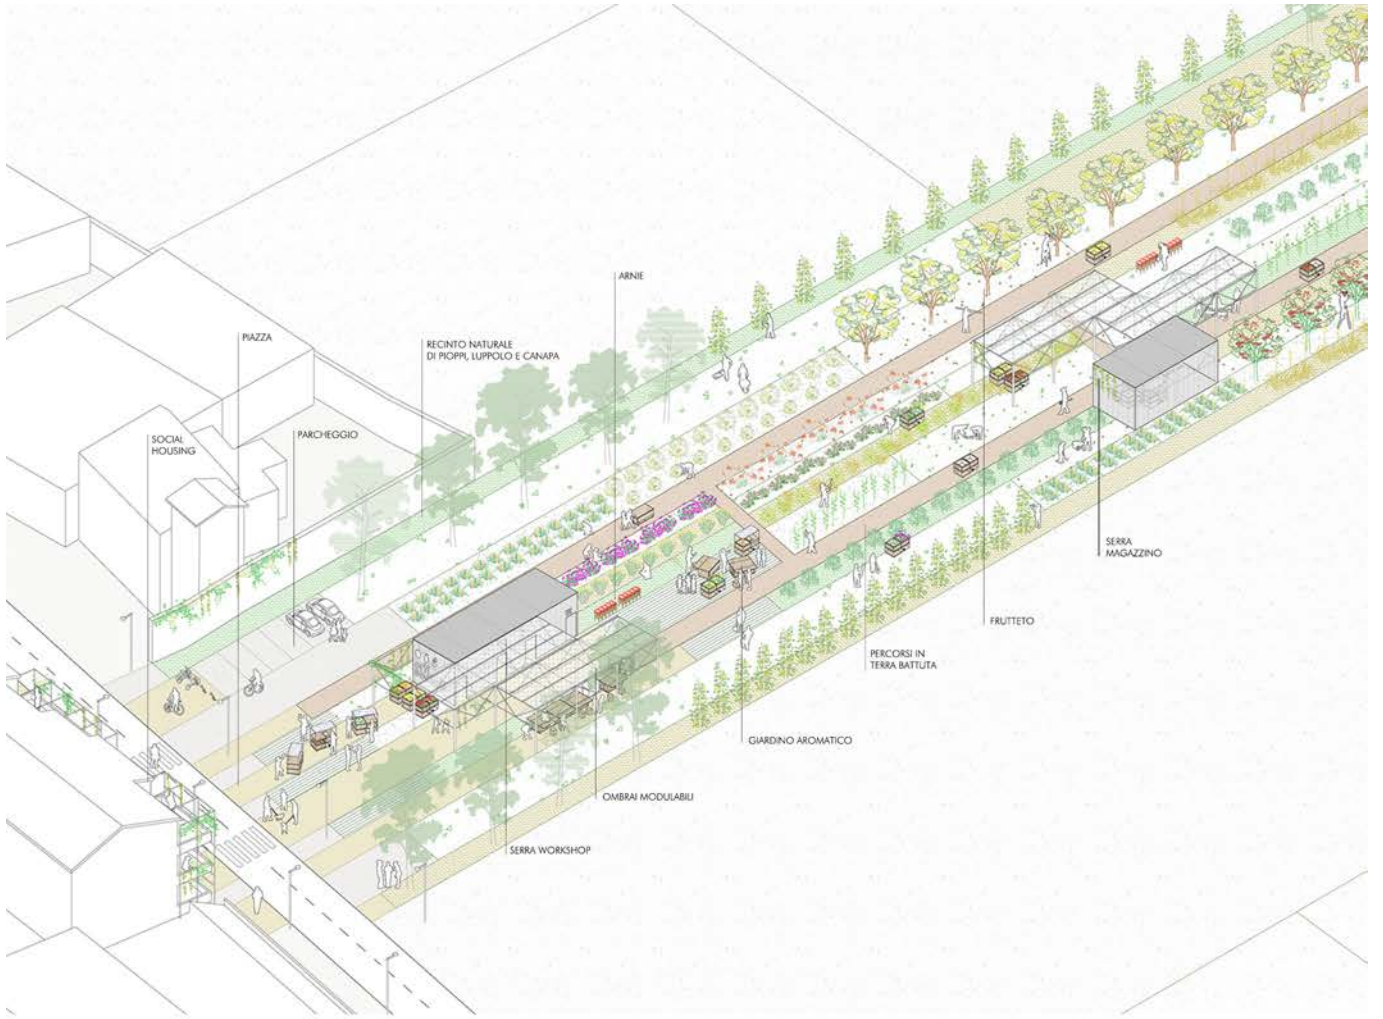 ARNIE
PIAZZA
RECINTO NATURALE
DI PIOPPI, LUPPOLO E CANAPA
SOCIAL
HOUSING
PARCHEGGIO
SERRA
MAGAZZINO
FRUTTETO
PERCORSI IN
TERRA BATTUTA
GIARDINO AROMATICO
OMBRAI MODULABILI
SERRA WORKSHOP